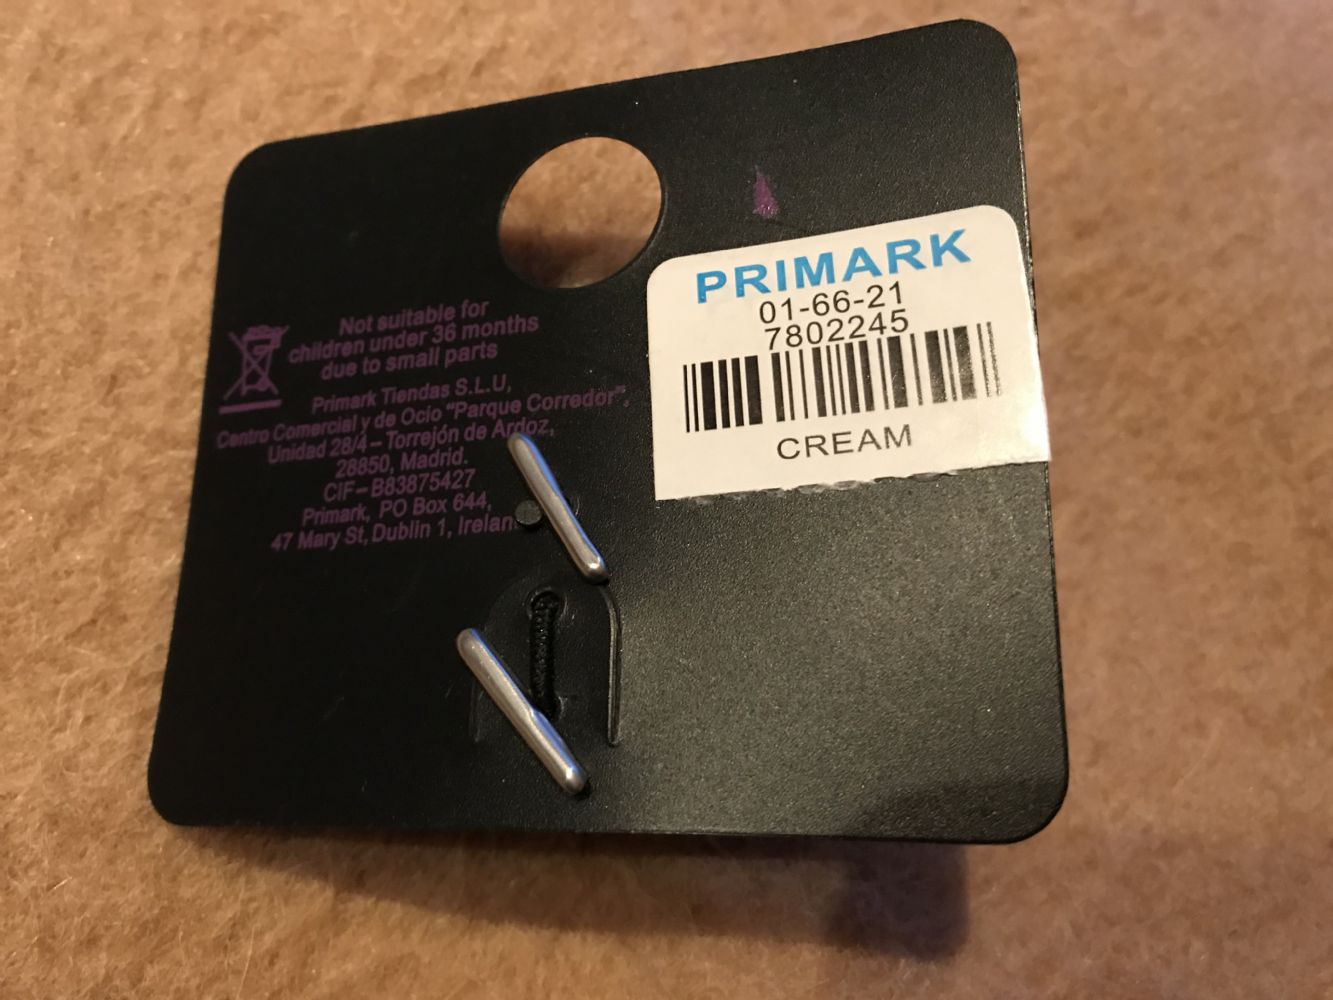 Not suitable for
children under 36 months
due to small parts
Primark Tiendas S.L.U,
Centro Comercial y de Ocio "Parque Corredor",
Unidad 28/4 – Torrejón de Ardoz,
28850, Madrid.
CIF – B83875427
Primark, PO Box 644,
47 Mary St, Dublin 1, Ireland
PRIMARK
01-66-21
7802245
CREAM